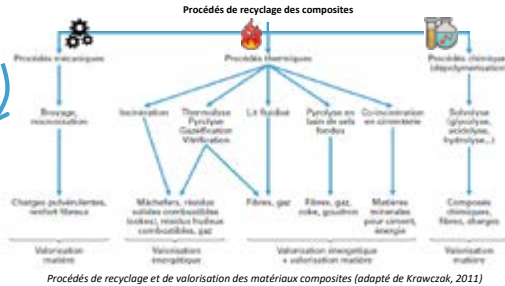 Procédés de recyclage des composites
Procédés mécaniques
Procédés thermiques
Procédés chimiques
(dépolymérisation)
Broyage,
micronisation
Incinération
Thermolyse
Pyrolyse
Gazéification
Vitrification
Lit fluidisé
Pyrolyse en
bain de sels
fondus
Co-incinération
en cimenterie
Solvolyse
(glycolyse,
acidolyse,
hydrolyse...)
Charges pulvérulentes,
renfort fibreux
Mâchefers, résidus
solides combustibles
(cokes), résidus huileux
combustibles, gaz
Fibres, gaz
Fibres, gaz,
coke, goudron
Matières
minérales
pour ciment,
énergie
Composés
chimiques,
fibres, charges
Valorisation
matière
Valorisation
énergétique
Valorisation énergétique
+ valorisation matière
Valorisation
matière
Procédés de recyclage et de valorisation des matériaux composites (adapté de Krawczak, 2011)